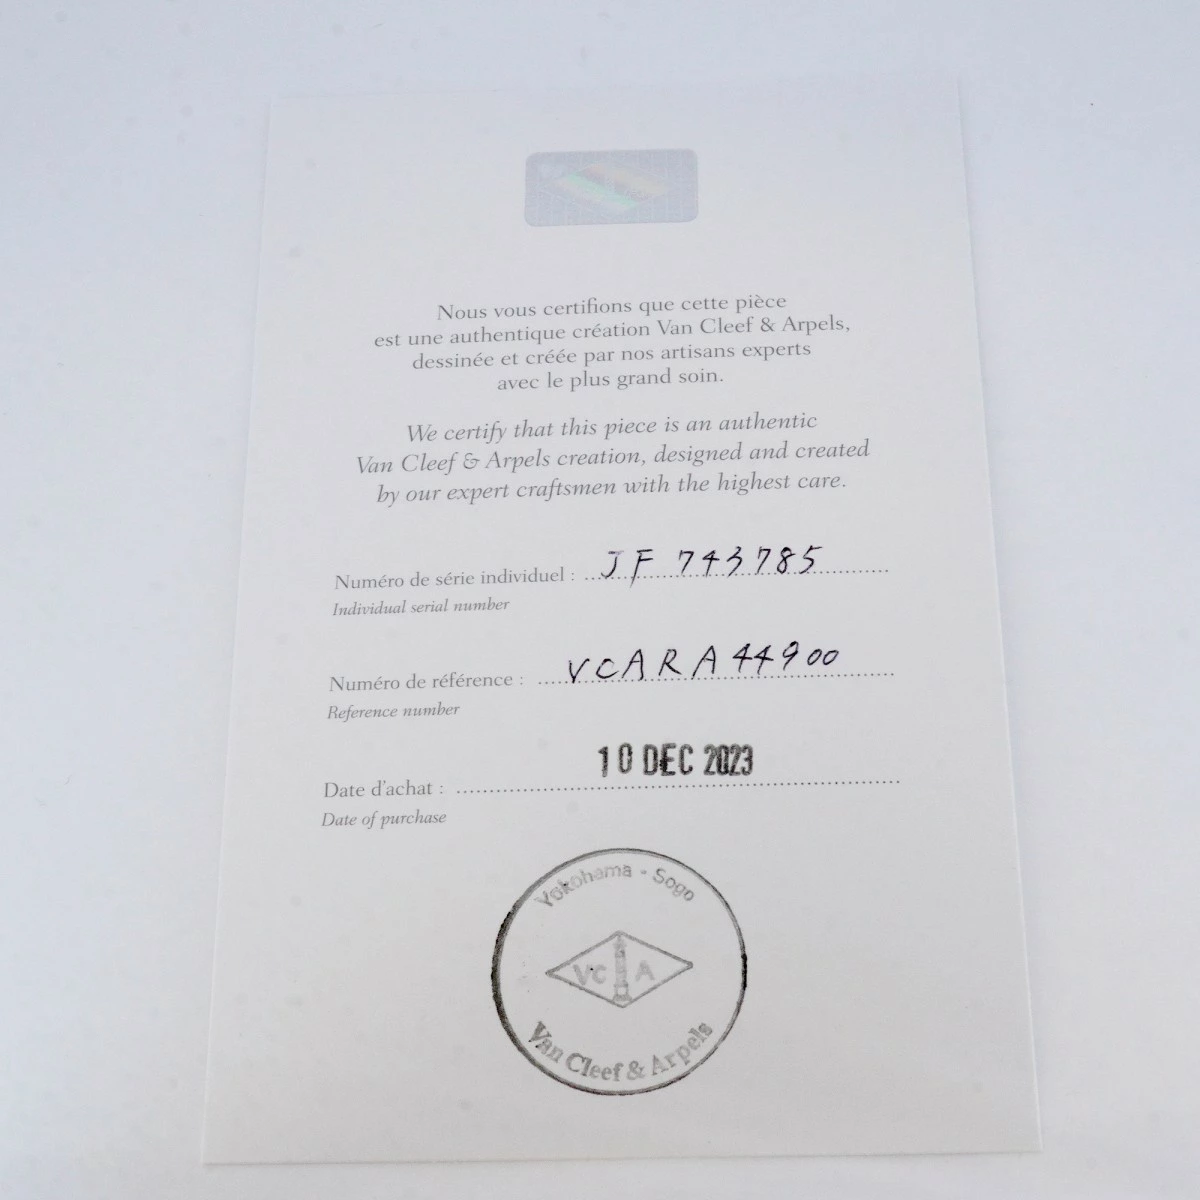 Nous vous certifions que cette pièce
est une authentique création Van Cleef & Arpels,
dessinée et créée par nos artisans experts
avec le plus grand soin.
We certify that this piece is an authentic
Van Cleef & Arpels creation, designed and created
by our expert craftsmen with the highest care.
Numéro de série individuel : JF 743785
Individual serial number
Numéro de référence : VCARA44900
Reference number
10 DEC 2023
Date d'achat :
Date of purchase
Yokohama - Sogo
VC A
Van Cleef & Arpels